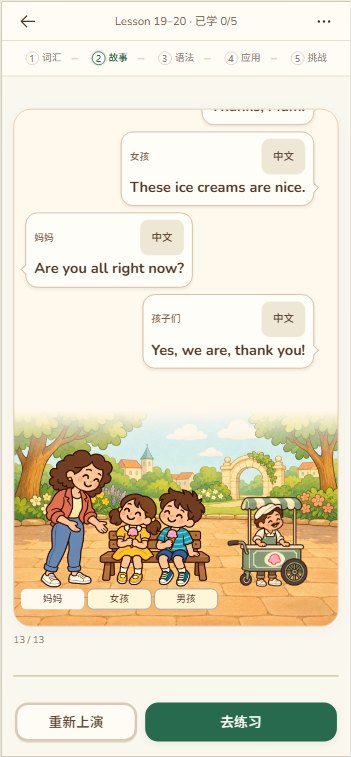 Lesson 19–20 · 已学 0/5
1 词汇 – 2 故事 – 3 语法 – 4 应用 – 5 挑战
女孩 中文
These ice creams are nice.
妈妈 中文
Are you all right now?
孩子们 中文
Yes, we are, thank you!
妈妈 女孩 男孩
13 / 13
重新上演 去练习